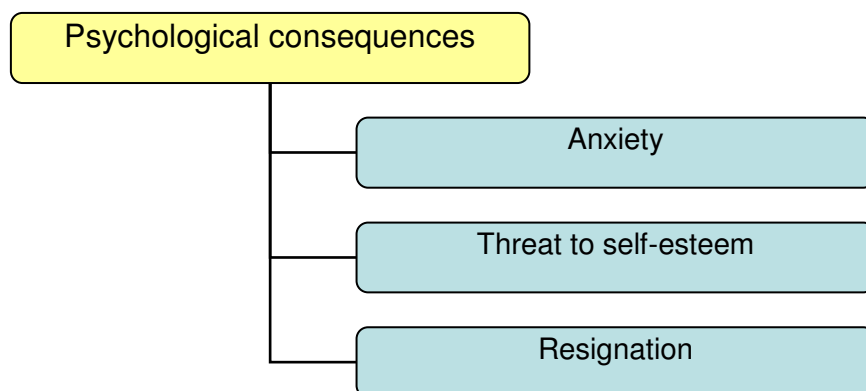 Psychological consequences
Anxiety
Threat to self-esteem
Resignation